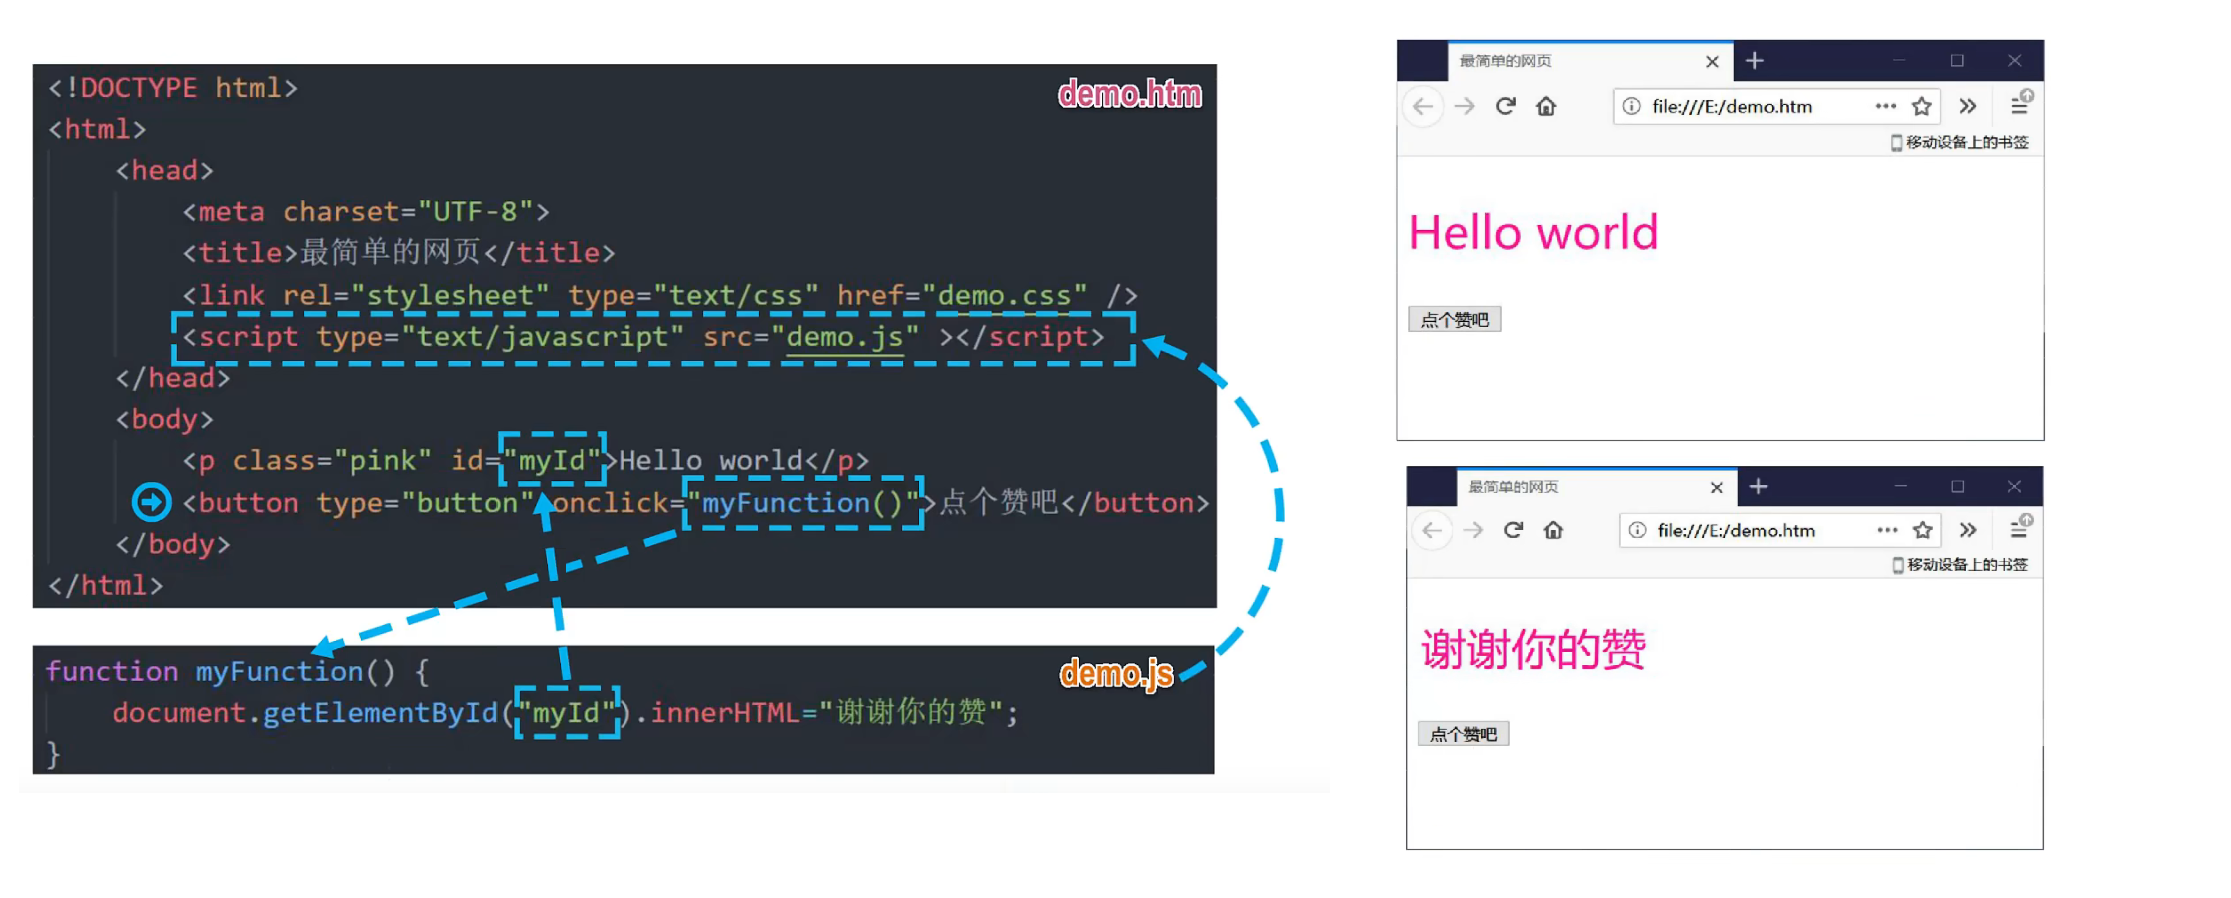 <!DOCTYPE html>
demo.htm
<html>
<head>
<meta charset="UTF-8">
<title>最简单的网页</title>
<link rel="stylesheet" type="text/css" href="demo.css" />
<script type="text/javascript" src="demo.js" ></script>
</head>
<body>
<p class="pink" id="myId">Hello world</p>
<button type="button" onclick="myFunction()">点个赞吧</button>
</body>
</html>
function myFunction() {
demo.js
document.getElementById("myId").innerHTML="谢谢你的赞";
}
最简单的网页
file:///E:/demo.htm
移动设备上的书签
Hello world
点个赞吧
最简单的网页
file:///E:/demo.htm
移动设备上的书签
谢谢你的赞
点个赞吧